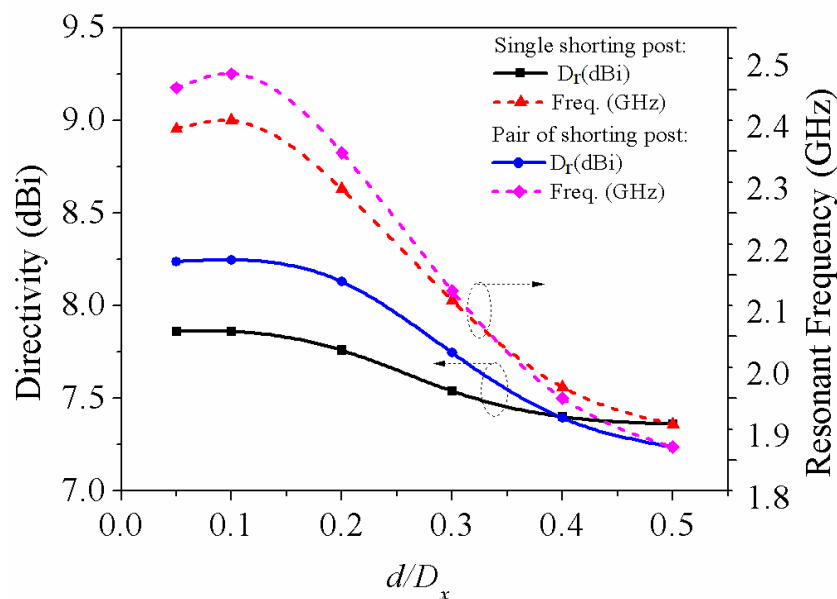 Single shorting post:
Dr(dBi)
Freq. (GHz)
Pair of shorting post:
Dr(dBi)
Freq. (GHz)
Directivity (dBi)
9.5
9.0
8.5
8.0
7.5
7.0
Resonant Frequency (GHz)
2.5
2.4
2.3
2.2
2.1
2.0
1.9
1.8
0.0 0.1 0.2 0.3 0.4 0.5
d/Dx